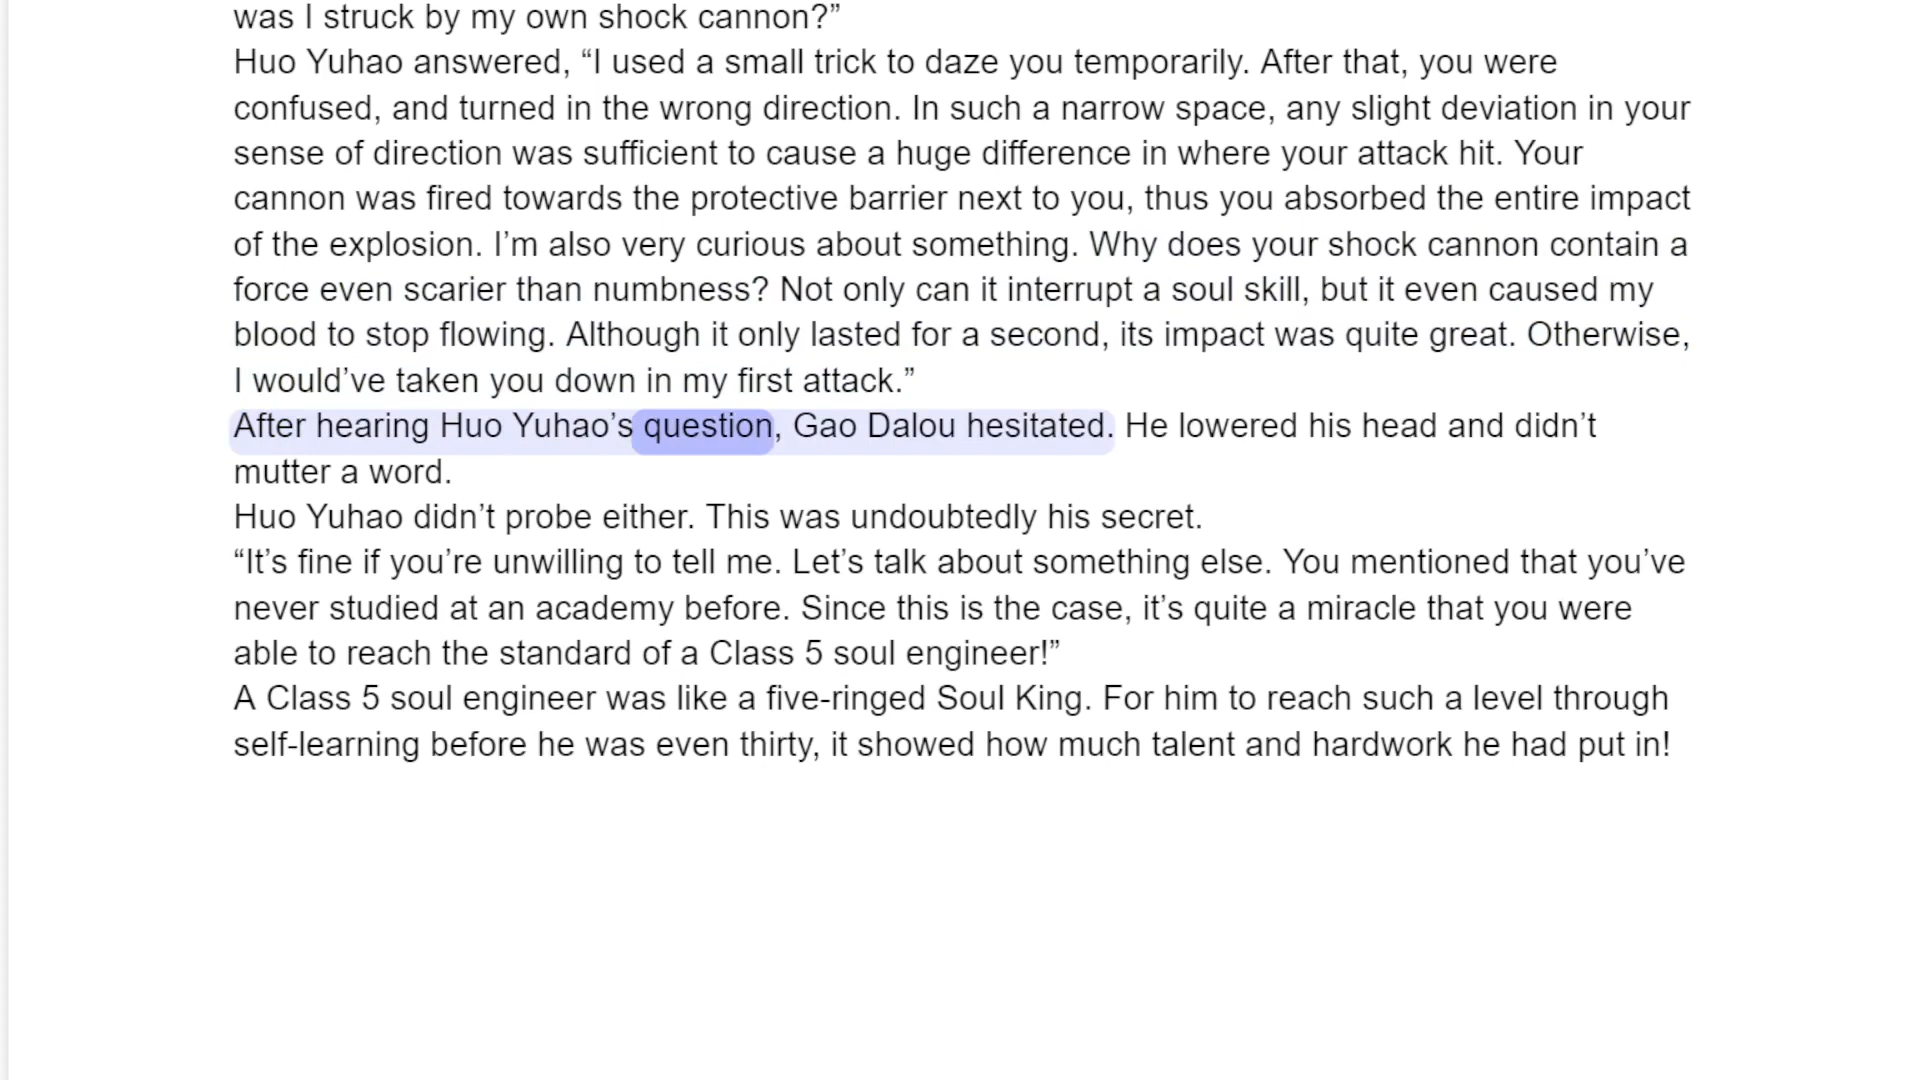 was I struck by my own shock cannon?”
Huo Yuhao answered, “I used a small trick to daze you temporarily. After that, you were
confused, and turned in the wrong direction. In such a narrow space, any slight deviation in your
sense of direction was sufficient to cause a huge difference in where your attack hit. Your
cannon was fired towards the protective barrier next to you, thus you absorbed the entire impact
of the explosion. I’m also very curious about something. Why does your shock cannon contain a
force even scarier than numbness? Not only can it interrupt a soul skill, but it even caused my
blood to stop flowing. Although it only lasted for a second, its impact was quite great. Otherwise,
I would’ve taken you down in my first attack.”
After hearing Huo Yuhao’s question, Gao Dalou hesitated. He lowered his head and didn’t
mutter a word.
Huo Yuhao didn’t probe either. This was undoubtedly his secret.
“It’s fine if you’re unwilling to tell me. Let’s talk about something else. You mentioned that you’ve
never studied at an academy before. Since this is the case, it’s quite a miracle that you were
able to reach the standard of a Class 5 soul engineer!”
A Class 5 soul engineer was like a five-ringed Soul King. For him to reach such a level through
self-learning before he was even thirty, it showed how much talent and hardwork he had put in!